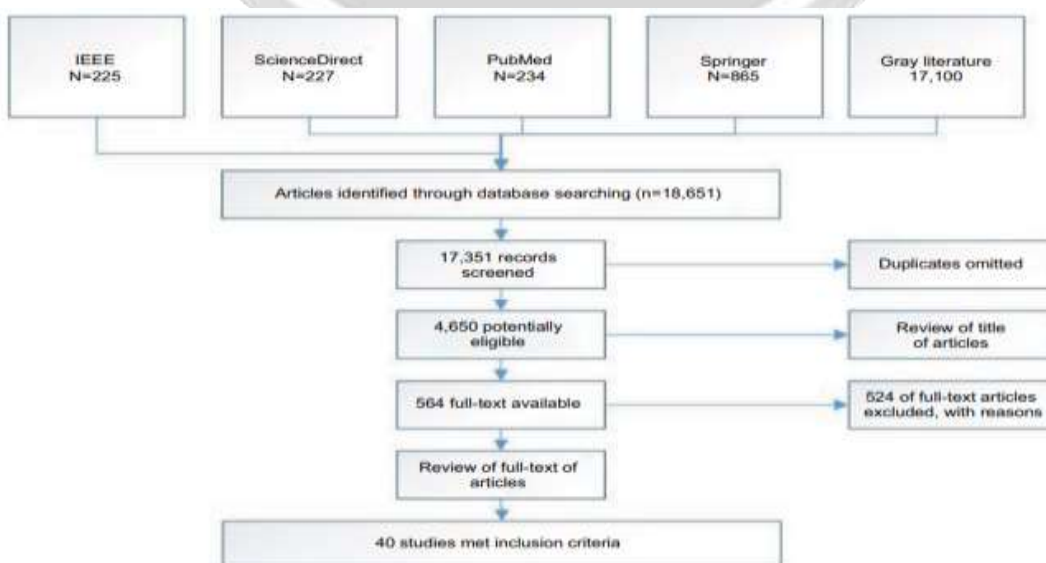 IEEE
N=225
ScienceDirect
N=227
PubMed
N=234
Springer
N=865
Gray literature
17,100
Articles identified through database searching (n=18,651)
17,351 records
screened
Duplicates omitted
4,650 potentially
eligible
Review of title
of articles
564 full-text available
524 of full-text articles
excluded, with reasons
Review of full-text of
articles
40 studies met inclusion criteria